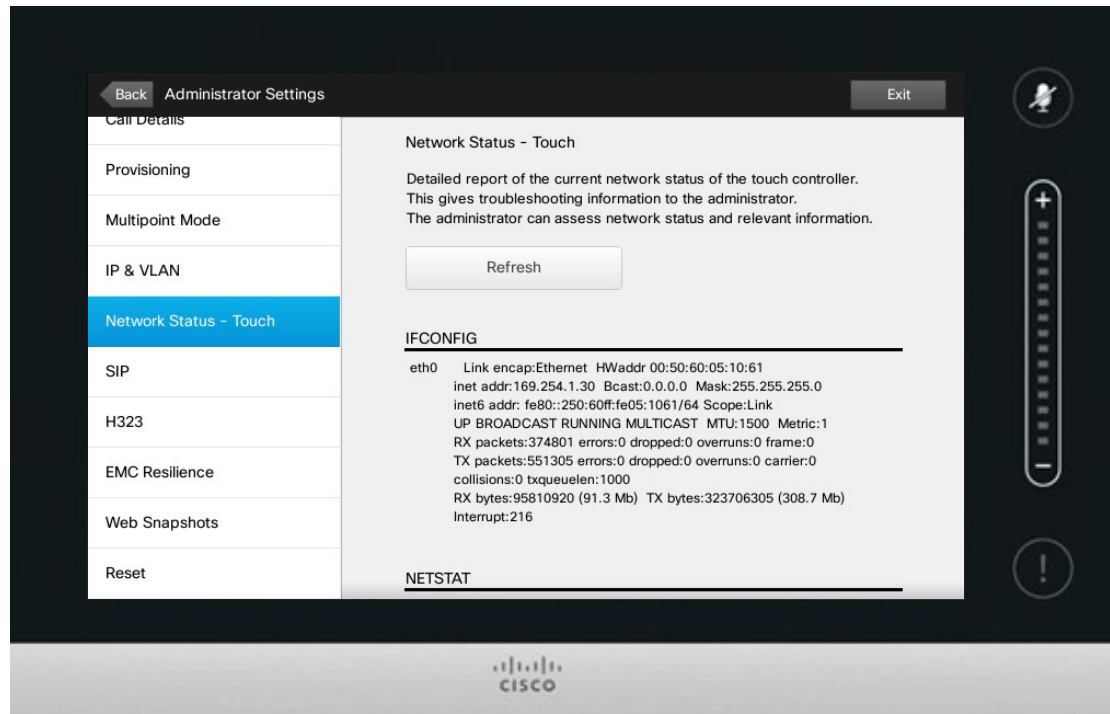 Back Administrator Settings Exit
Call Details
Provisioning
Multipoint Mode
IP & VLAN
Network Status - Touch
SIP
H323
EMC Resilience
Web Snapshots
Reset
Network Status - Touch
Detailed report of the current network status of the touch controller.
This gives troubleshooting information to the administrator.
The administrator can assess network status and relevant information.
Refresh
IFCONFIG
eth0 Link encap:Ethernet HWaddr 00:50:60:05:10:61
inet addr:169.254.1.30 Bcast:0.0.0.0 Mask:255.255.255.0
inet6 addr: fe80::250:60ff:fe05:1061/64 Scope:Link
UP BROADCAST RUNNING MULTICAST MTU:1500 Metric:1
RX packets:374801 errors:0 dropped:0 overruns:0 frame:0
TX packets:551305 errors:0 dropped:0 overruns:0 carrier:0
collisions:0 txqueuelen:1000
RX bytes:95810920 (91.3 Mb) TX bytes:323706305 (308.7 Mb)
Interrupt:216
NETSTAT
+
−
!
CISCO